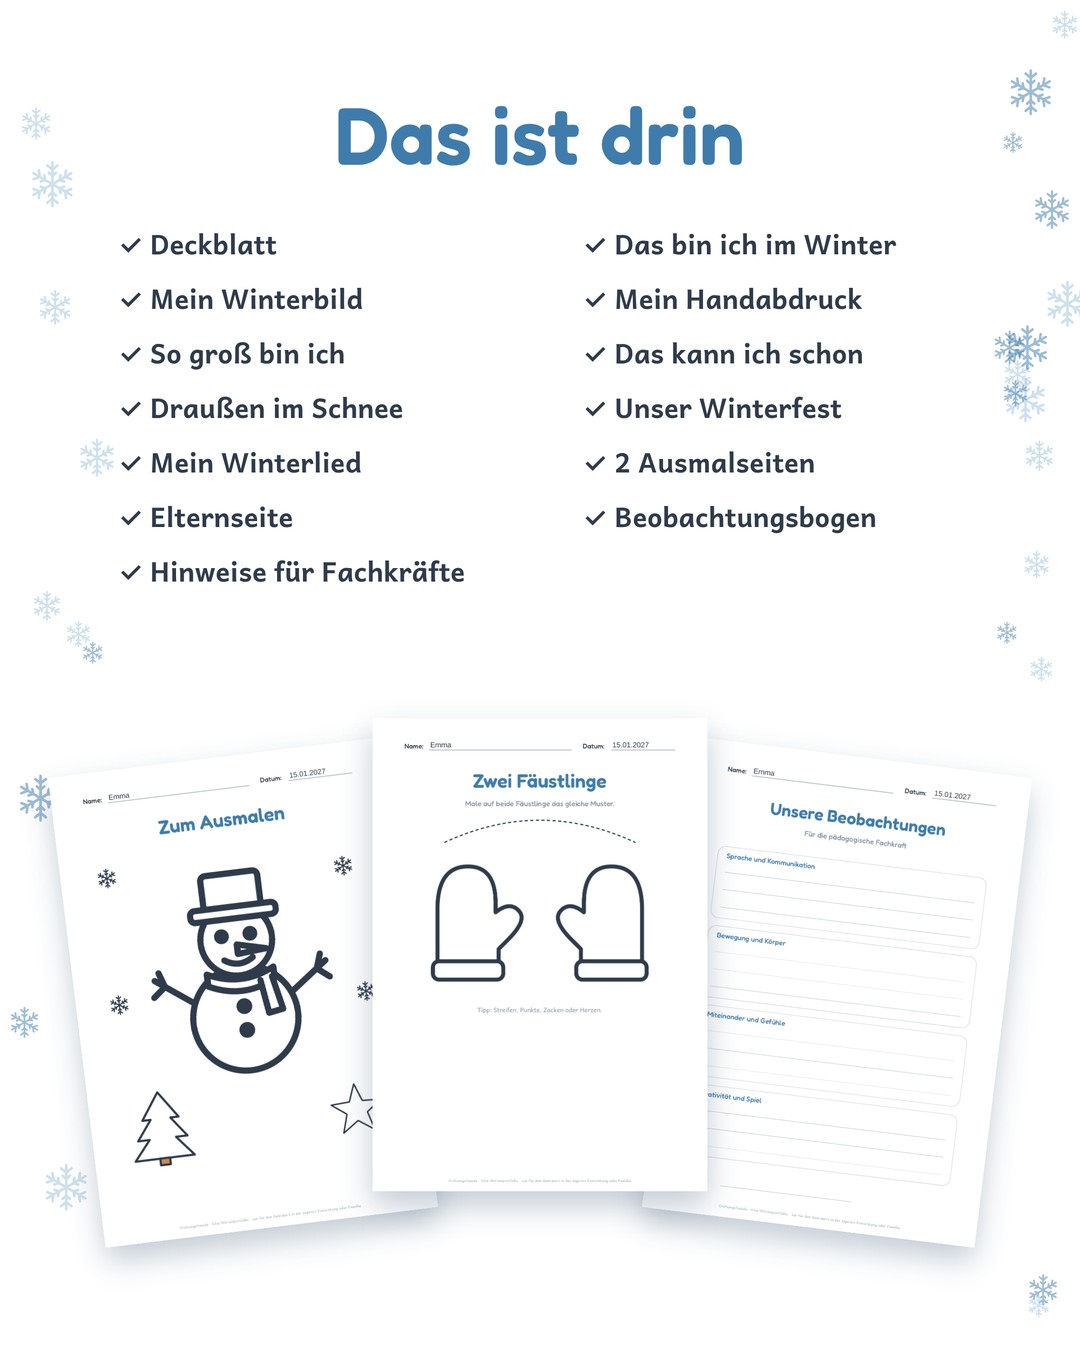 Das ist drin
✓ Deckblatt
✓ Mein Winterbild
✓ So groß bin ich
✓ Draußen im Schnee
✓ Mein Winterlied
✓ Elternseite
✓ Hinweise für Fachkräfte
✓ Das bin ich im Winter
✓ Mein Handabdruck
✓ Das kann ich schon
✓ Unser Winterfest
✓ 2 Ausmalseiten
✓ Beobachtungsbogen
Name: Emma Datum: 15.01.2027
Zum Ausmalen
Name: Emma Datum: 15.01.2027
Zwei Fäustlinge
Male auf beide Fäustlinge das gleiche Muster.
Tipp: Streifen, Punkte, Zacken oder Herzen.
Name: Emma Datum: 15.01.2027
Unsere Beobachtungen
Für die pädagogische Fachkraft
Sprache und Kommunikation
Bewegung und Körper
Miteinander und Gefühle
ativität und Spiel